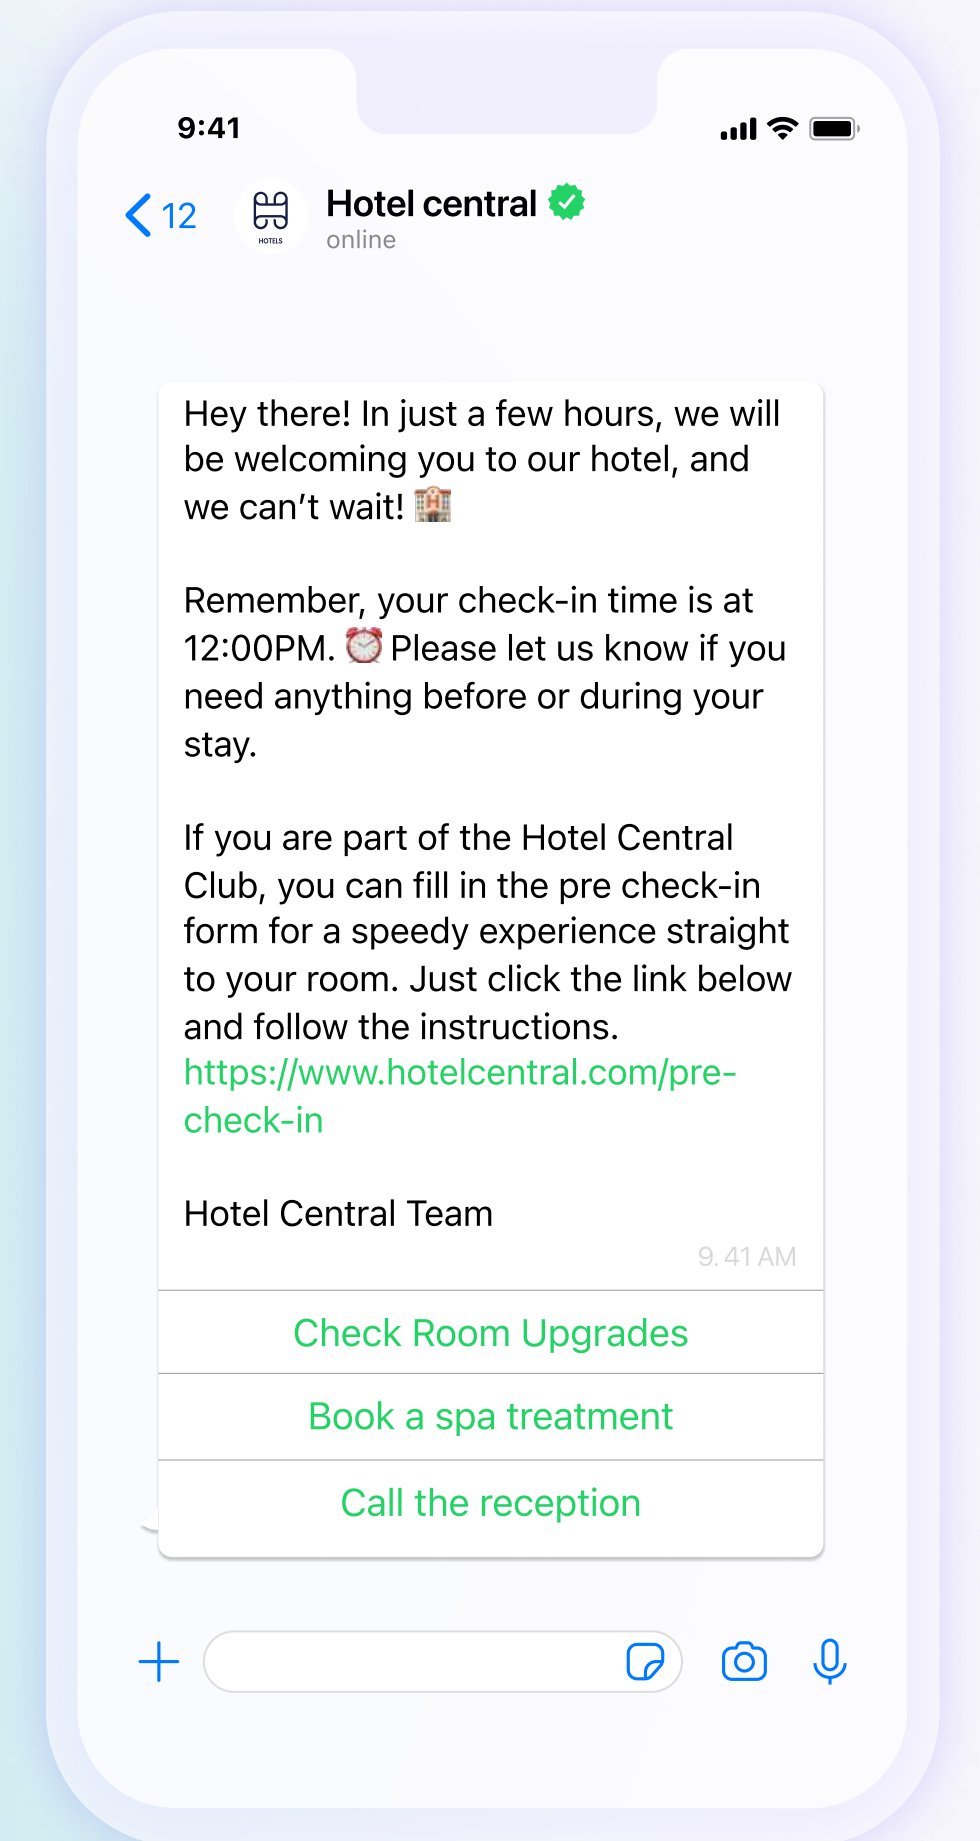 9:41
12
HOTELS
Hotel central
online
Hey there! In just a few hours, we will
be welcoming you to our hotel, and
we can't wait! 🏨
Remember, your check-in time is at
12:00PM. ⏰ Please let us know if you
need anything before or during your
stay.
If you are part of the Hotel Central
Club, you can fill in the pre check-in
form for a speedy experience straight
to your room. Just click the link below
and follow the instructions.
https://www.hotelcentral.com/pre-
check-in
Hotel Central Team
9.41 AM
Check Room Upgrades
Book a spa treatment
Call the reception